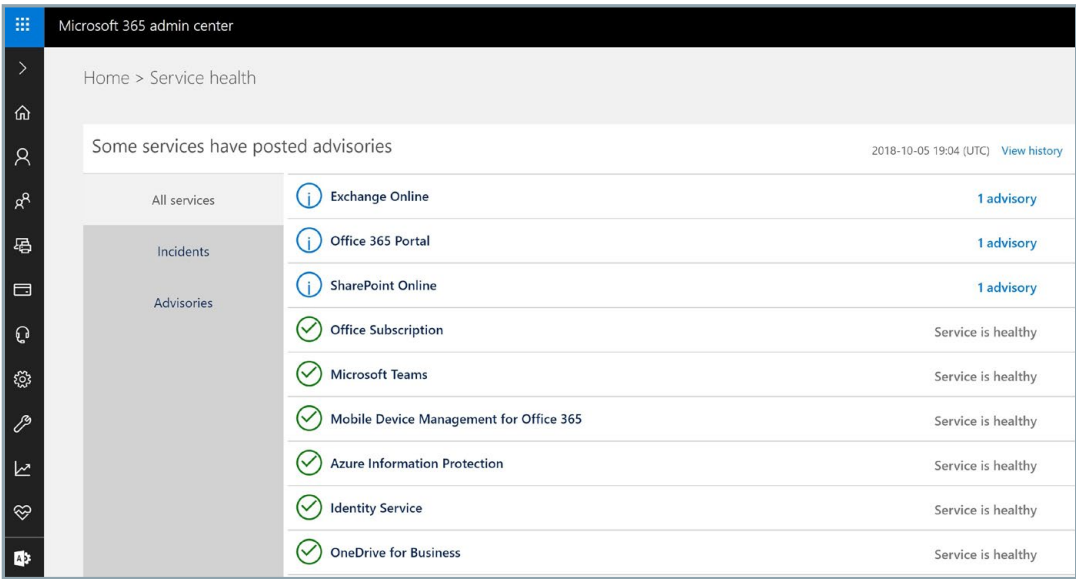 Microsoft 365 admin center
Home > Service health
Some services have posted advisories
2018-10-05 19:04 (UTC) View history
All services
Incidents
Advisories
Exchange Online 1 advisory
Office 365 Portal 1 advisory
SharePoint Online 1 advisory
Office Subscription Service is healthy
Microsoft Teams Service is healthy
Mobile Device Management for Office 365 Service is healthy
Azure Information Protection Service is healthy
Identity Service Service is healthy
OneDrive for Business Service is healthy